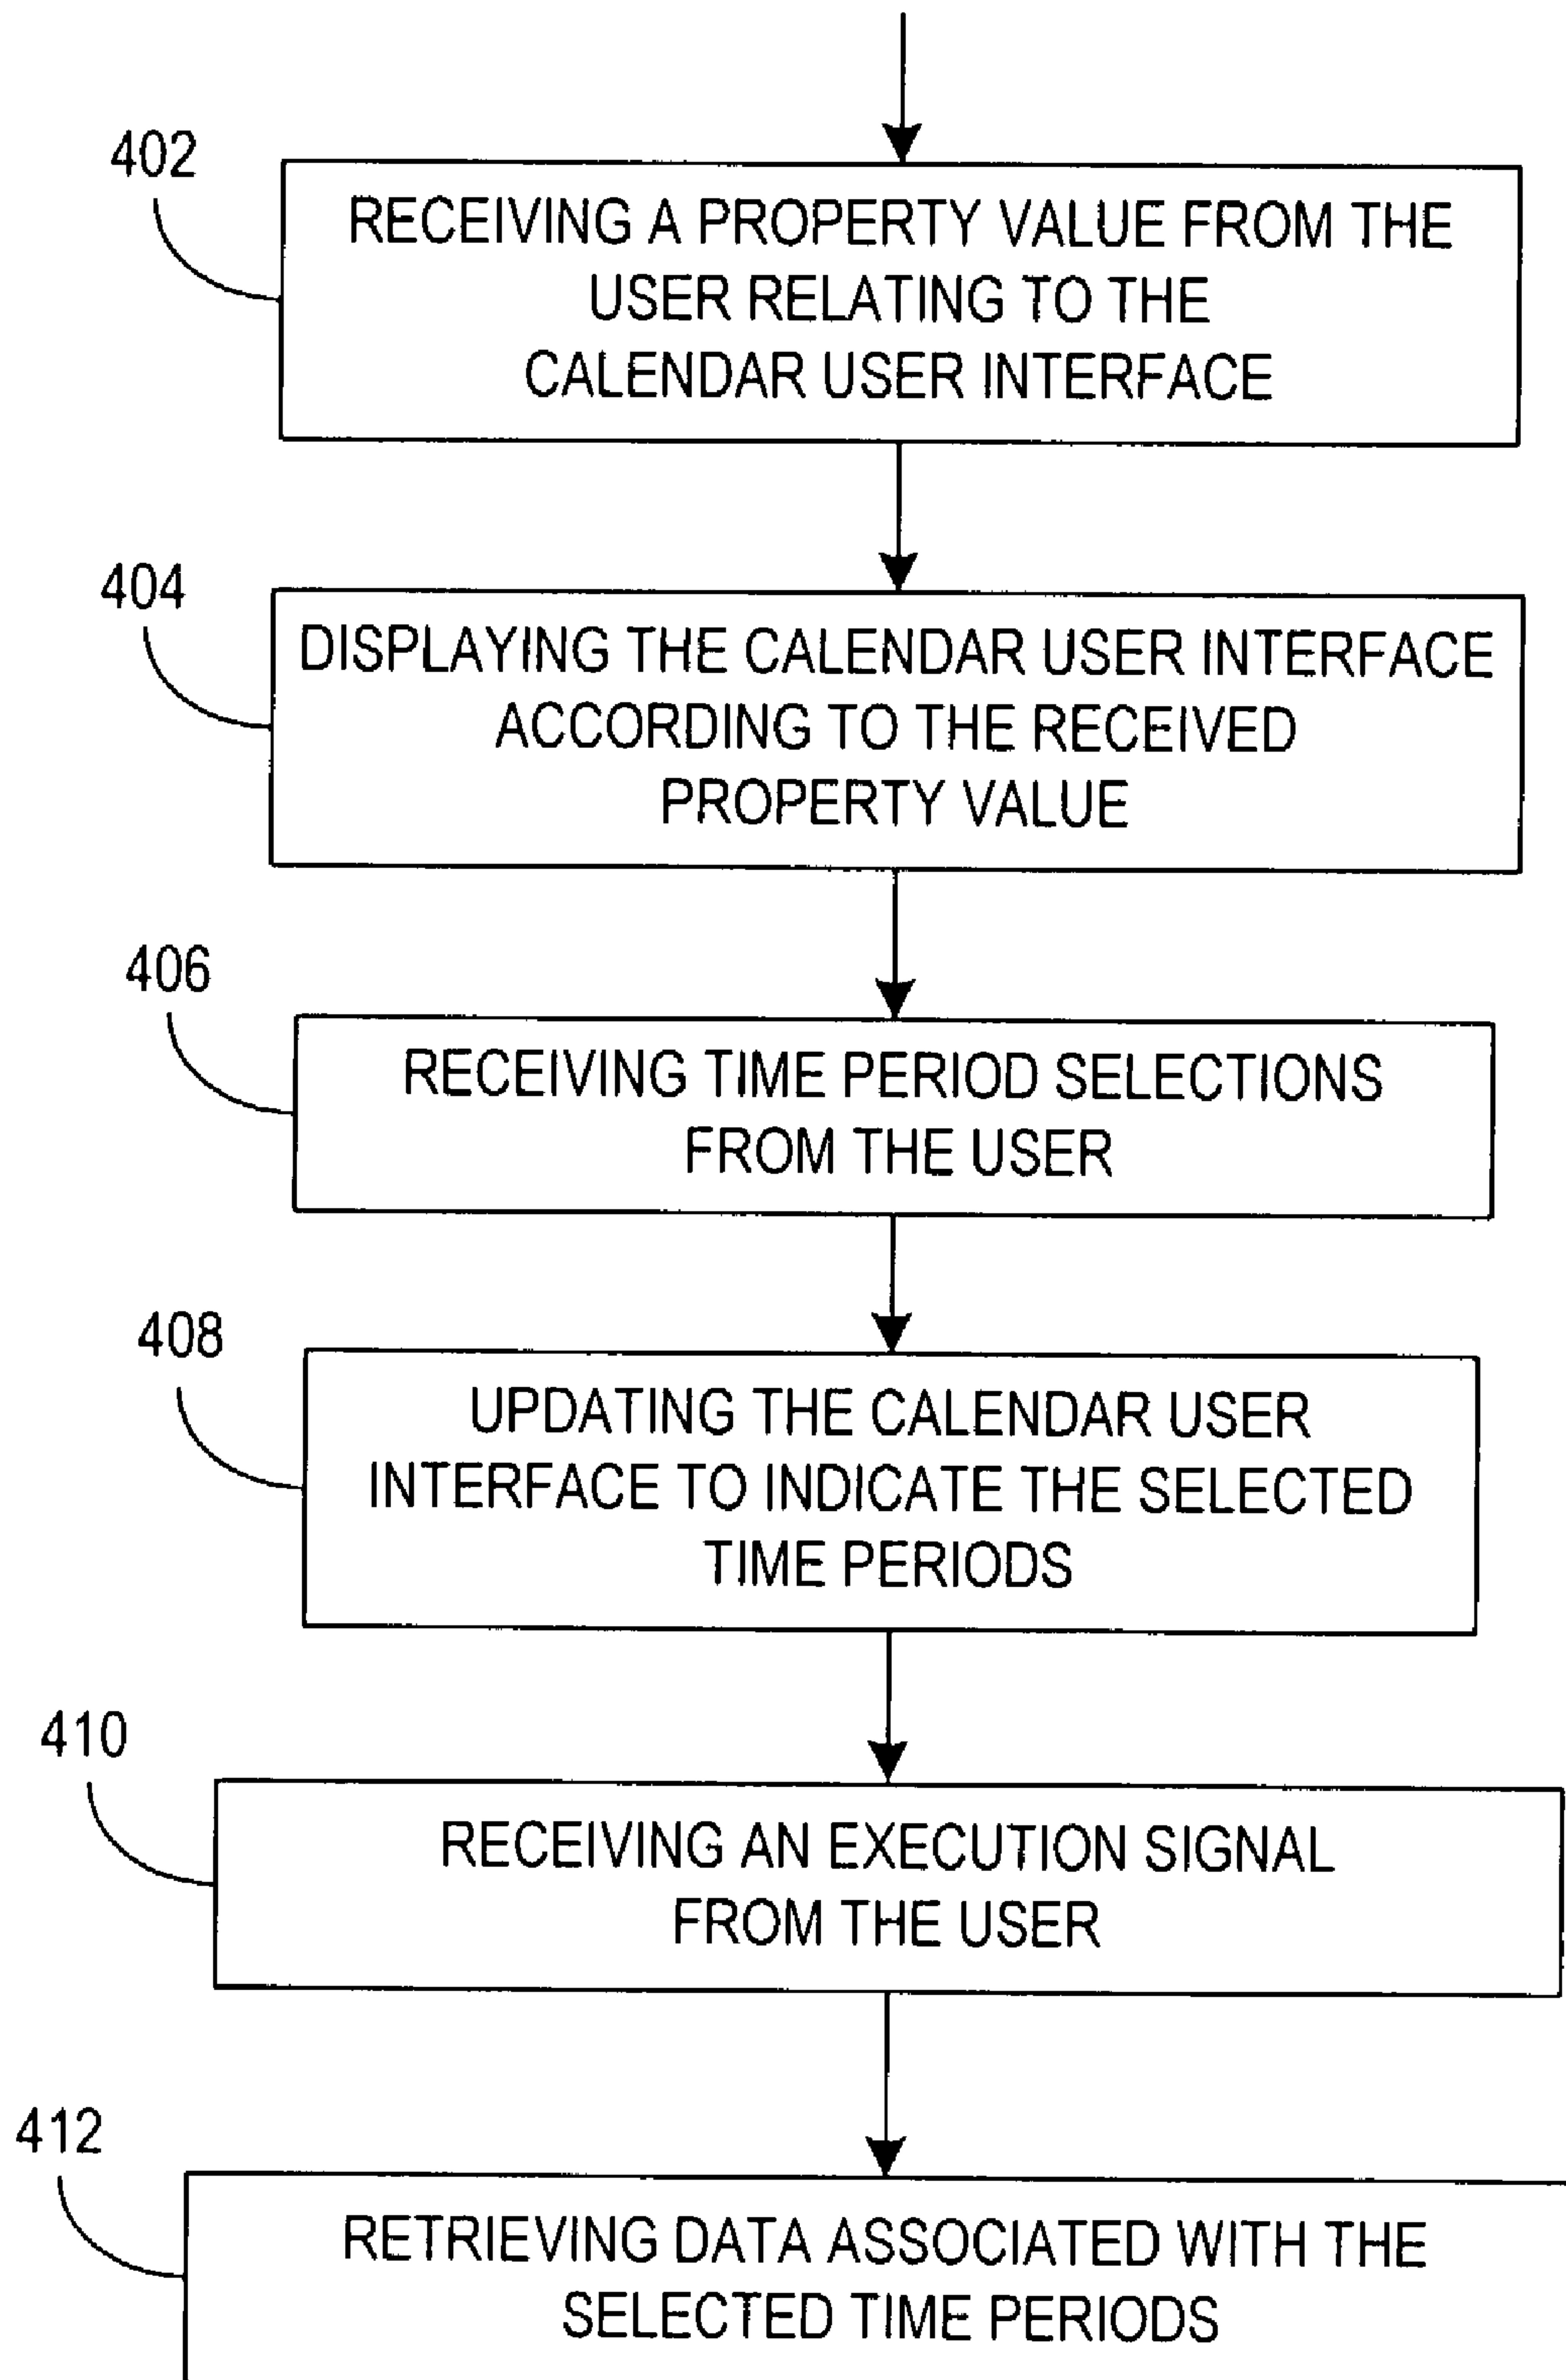 402
RECEIVING A PROPERTY VALUE FROM THE
USER RELATING TO THE
CALENDAR USER INTERFACE
404
DISPLAYING THE CALENDAR USER INTERFACE
ACCORDING TO THE RECEIVED
PROPERTY VALUE
406
RECEIVING TIME PERIOD SELECTIONS
FROM THE USER
408
UPDATING THE CALENDAR USER
INTERFACE TO INDICATE THE SELECTED
TIME PERIODS
410
RECEIVING AN EXECUTION SIGNAL
FROM THE USER
412
RETRIEVING DATA ASSOCIATED WITH THE
SELECTED TIME PERIODS